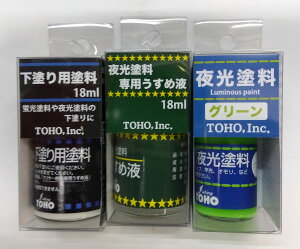 下塗り用塗料
18ml
蛍光塗料や夜光塗料の
下塗りに
TOHO, Inc.
下塗り用塗料
TOHO
夜光塗料
専用うすめ液
18ml
TOHO, Inc.
すめ液
TOHO
夜光塗料
Luminous paint
グリーン
TOHO, Inc.
夜光塗料
TOHO